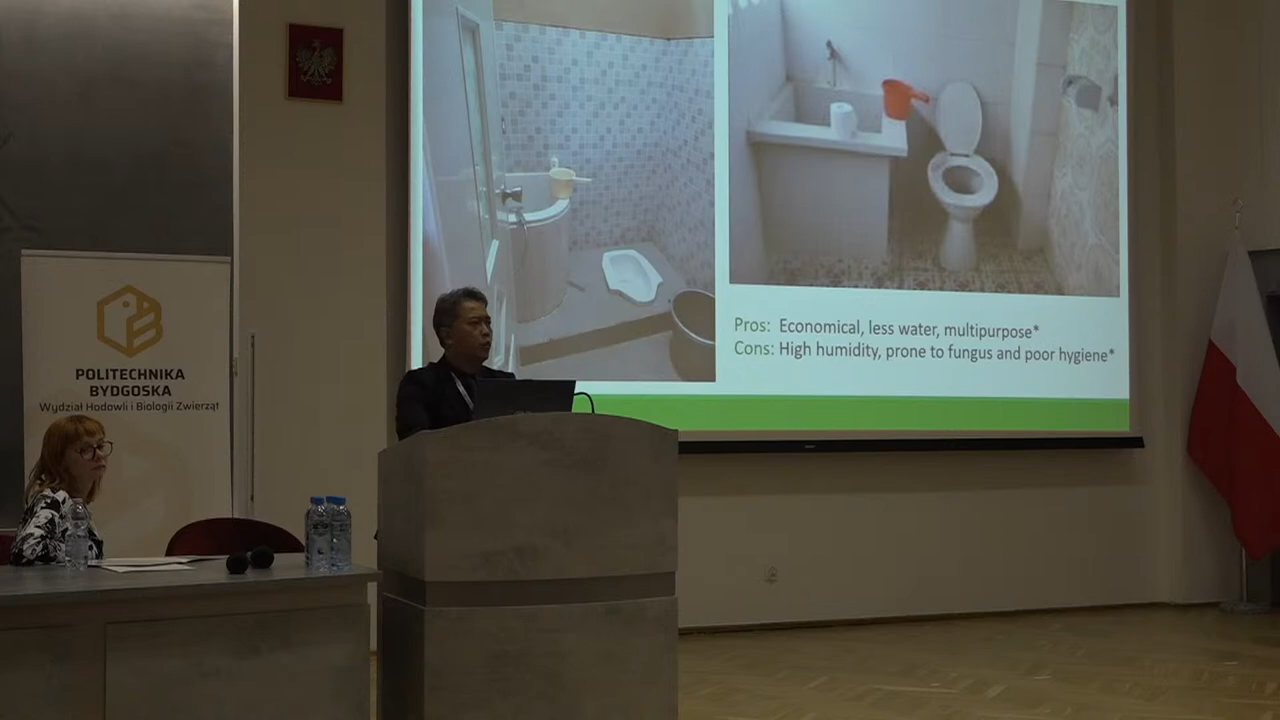 POLITECHNIKA
BYDGOSKA
Wydział Hodowli i Biologii Zwierząt
Pros: Economical, less water, multipurpose*
Cons: High humidity, prone to fungus and poor hygiene*